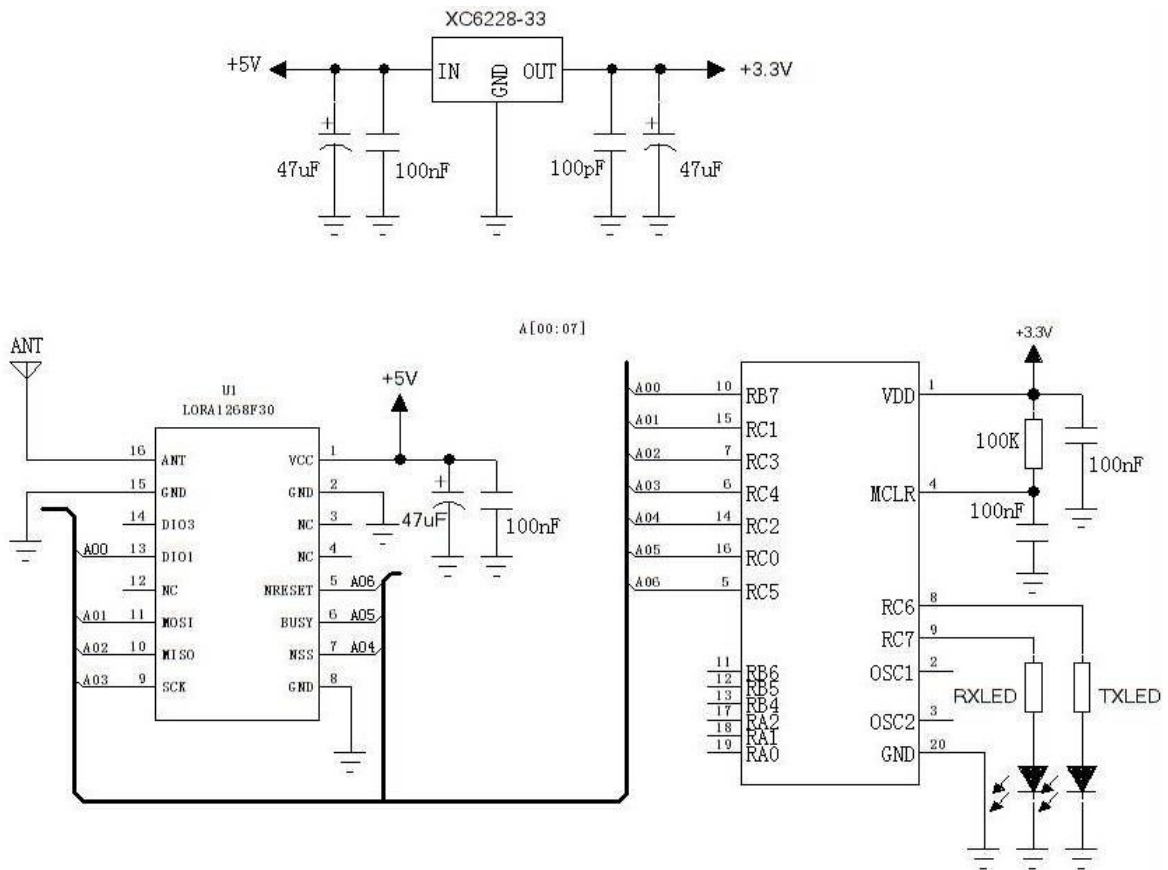 XC6228-33
+5V
IN
GND
OUT
+3.3V
+
47uF
100nF
100pF
+
47uF
A[00:07]
ANT
U1
LORA1268F30
+5V
16 ANT
15 GND
14 DIO3
A00 13 DIO1
12 NC
A01 11 MOSI
A02 10 MISO
A03 9 SCK
VCC 1
GND 2
NC 3
NC 4
NRESET 5 A06
BUSY 6 A05
NSS 7 A04
GND 8
+
47uF
100nF
A00 10 RB7
A01 15 RC1
A02 7 RC3
A03 6 RC4
A04 14 RC2
A05 16 RC0
A06 5 RC5
11 RB6
12 RB5
13 RB4
17 RA2
18 RA1
19 RA0
+3.3V
VDD 1
100K
100nF
MCLR 4
100nF
RC6 8
RC7 9
OSC1 2
RXLED
TXLED
OSC2 3
GND 20